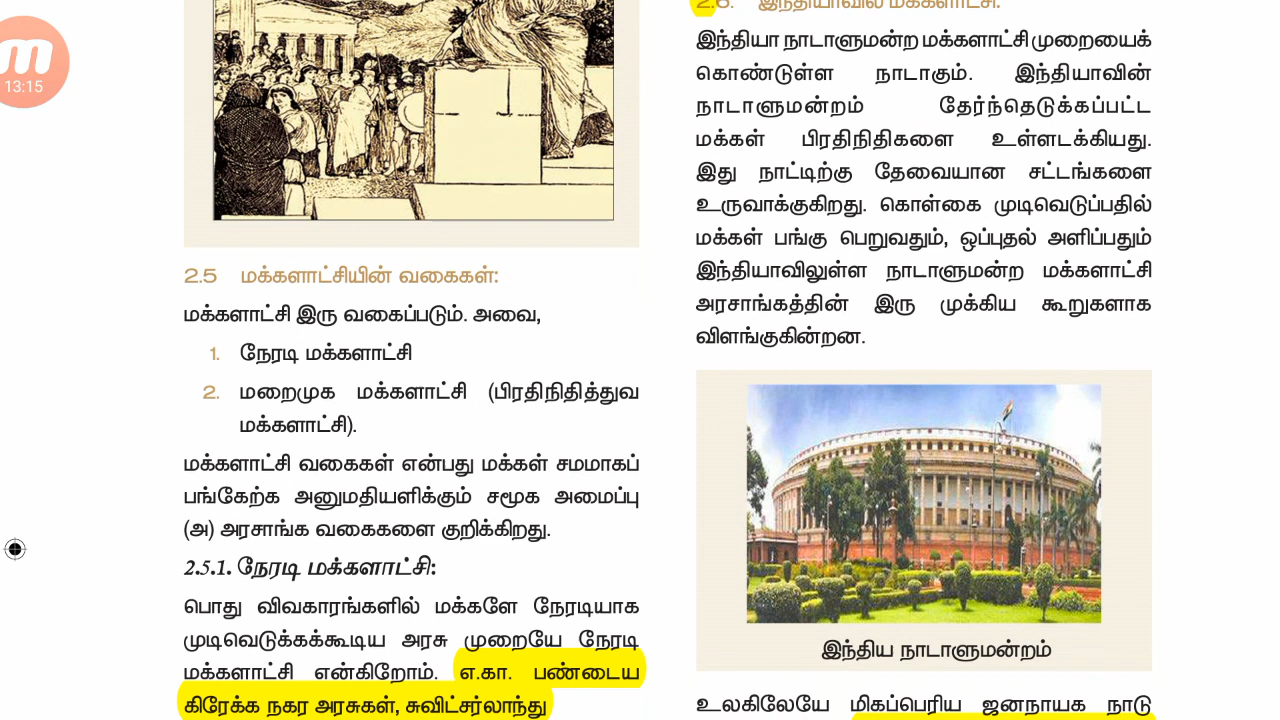 13:15
2.5 மக்களாட்சியின் வகைகள்:
மக்களாட்சி இரு வகைப்படும். அவை,
1. நேரடி மக்களாட்சி
2. மறைமுக மக்களாட்சி (பிரதிநிதித்துவ
மக்களாட்சி).
மக்களாட்சி வகைகள் என்பது மக்கள் சமமாகப்
பங்கேற்க அனுமதியளிக்கும் சமூக அமைப்பு
(அ) அரசாங்க வகைகளை குறிக்கிறது.
2.5.1. நேரடி மக்களாட்சி:
பொது விவகாரங்களில் மக்களே நேரடியாக
முடிவெடுக்கக்கூடிய அரசு முறையே நேரடி
மக்களாட்சி என்கிறோம். எ.கா. பண்டைய
கிரேக்க நகர அரசுகள், சுவிட்சர்லாந்து
2.6. இந்தியாவில் மக்களாட்சி:
இந்தியா நாடாளுமன்ற மக்களாட்சி முறையைக்
கொண்டுள்ள நாடாகும். இந்தியாவின்
நாடாளுமன்றம் தேர்ந்தெடுக்கப்பட்ட
மக்கள் பிரதிநிதிகளை உள்ளடக்கியது.
இது நாட்டிற்கு தேவையான சட்டங்களை
உருவாக்குகிறது. கொள்கை முடிவெடுப்பதில்
மக்கள் பங்கு பெறுவதும், ஒப்புதல் அளிப்பதும்
இந்தியாவிலுள்ள நாடாளுமன்ற மக்களாட்சி
அரசாங்கத்தின் இரு முக்கிய கூறுகளாக
விளங்குகின்றன.
இந்திய நாடாளுமன்றம்
உலகிலேயே மிகப்பெரிய ஜனநாயக நாடு